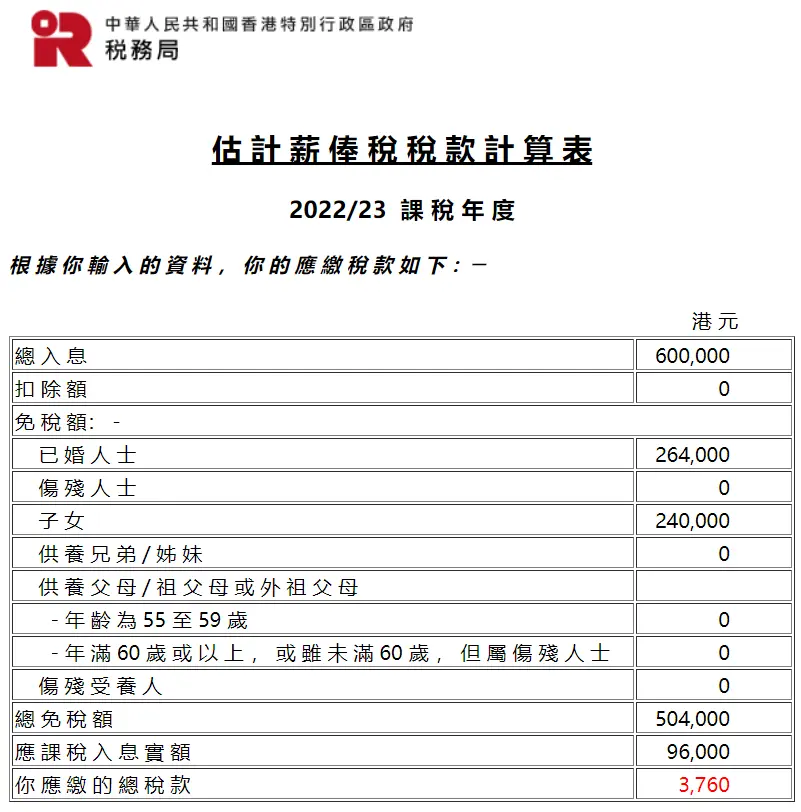 中華人民共和國香港特別行政區政府
税務局
估計薪俸稅稅款計算表
2022/23 課稅年度
根據你輸入的資料，你的應繳稅款如下：—
港元
總入息 600,000
扣除額 0
免稅額: -
已婚人士 264,000
傷殘人士 0
子女 240,000
供養兄弟/姊妹 0
供養父母/祖父母或外祖父母
- 年齡為 55 至 59 歲 0
- 年滿 60 歲或以上，或雖未滿 60 歲，但屬傷殘人士 0
傷殘受養人 0
總免稅額 504,000
應課稅入息實額 96,000
你應繳的總稅款 3,760